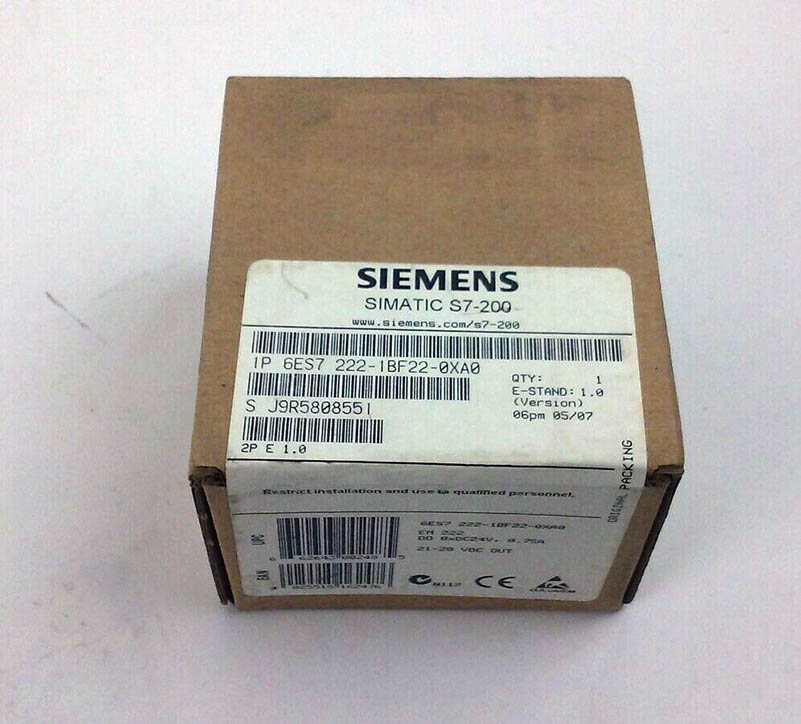 SIEMENS
SIMATIC S7-200
www.siemens.com/s7-200
1P 6ES7 222-1BF22-0XA0
QTY: 1
E-STAND: 1.0
(Version)
06pm 05/07
S J9R5808551
2P E 1.0
ORIGINAL PACKING
Restrict installation and use to qualified personnel.
UPC
6ES7 222-1BF22-0XA0
EM 222
DO 8xDC24V, 0.75A
21-28 VDC OUT
EAN
N117 CE